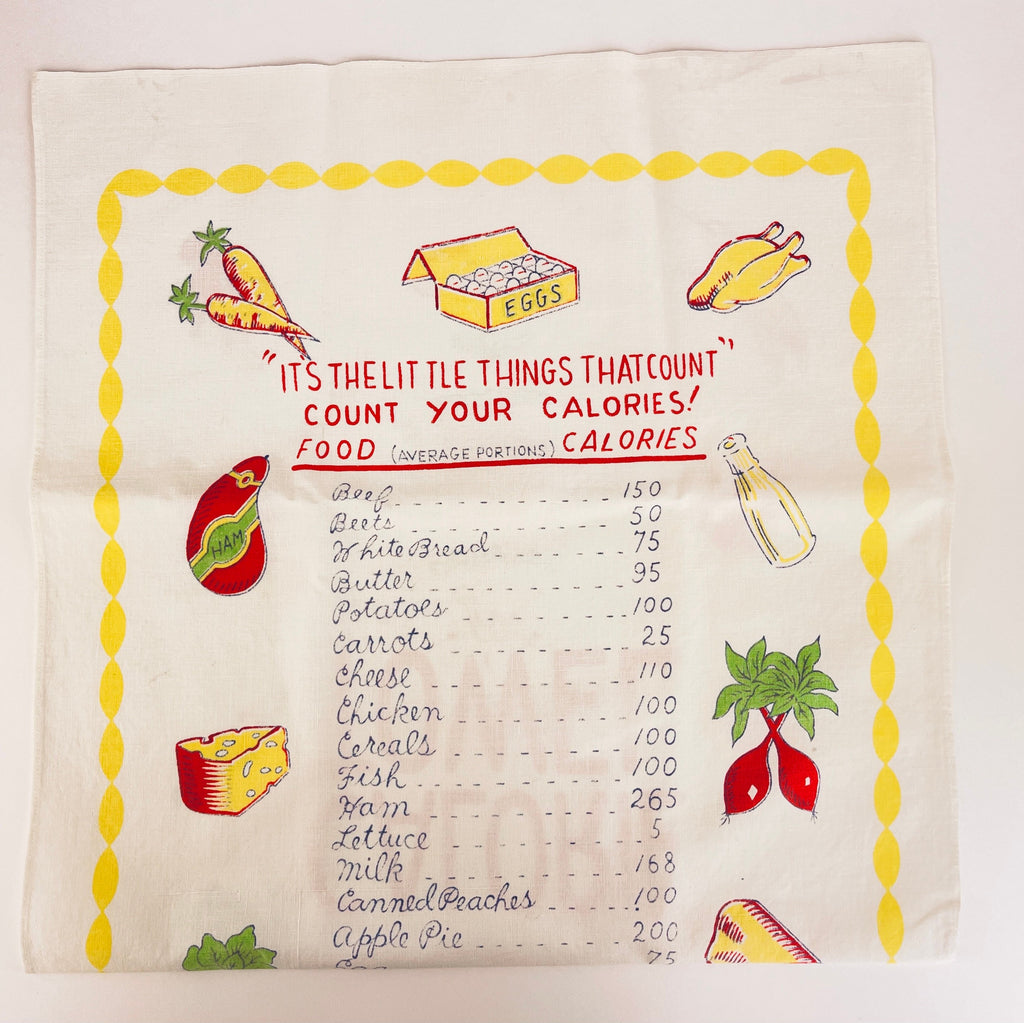 EGGS
"ITS THE LITTLE THINGS THAT COUNT"
COUNT YOUR CALORIES!
FOOD (AVERAGE PORTIONS) CALORIES
HAM
Beef 150
Beets 50
White Bread 75
Butter 95
Potatoes 100
Carrots 25
Cheese 110
Chicken 100
Cereals 100
Fish 100
Ham 265
Lettuce 5
Milk 168
Canned Peaches 100
Apple Pie 200
75